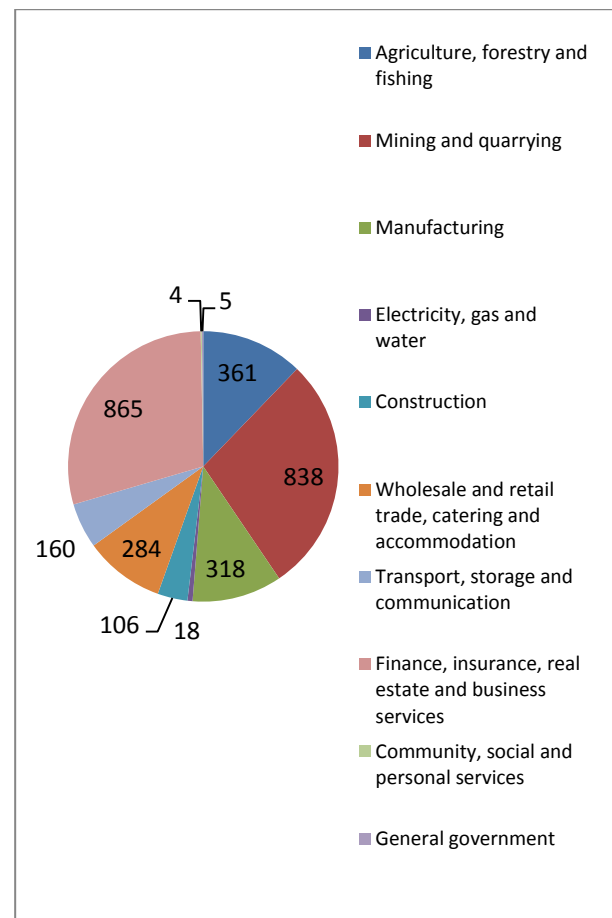 Agriculture, forestry and
fishing
Mining and quarrying
Manufacturing
4
5
Electricity, gas and
water
361
Construction
865
838
Wholesale and retail
trade, catering and
accommodation
284
160
318
Transport, storage and
communication
106
18
Finance, insurance, real
estate and business
services
Community, social and
personal services
General government